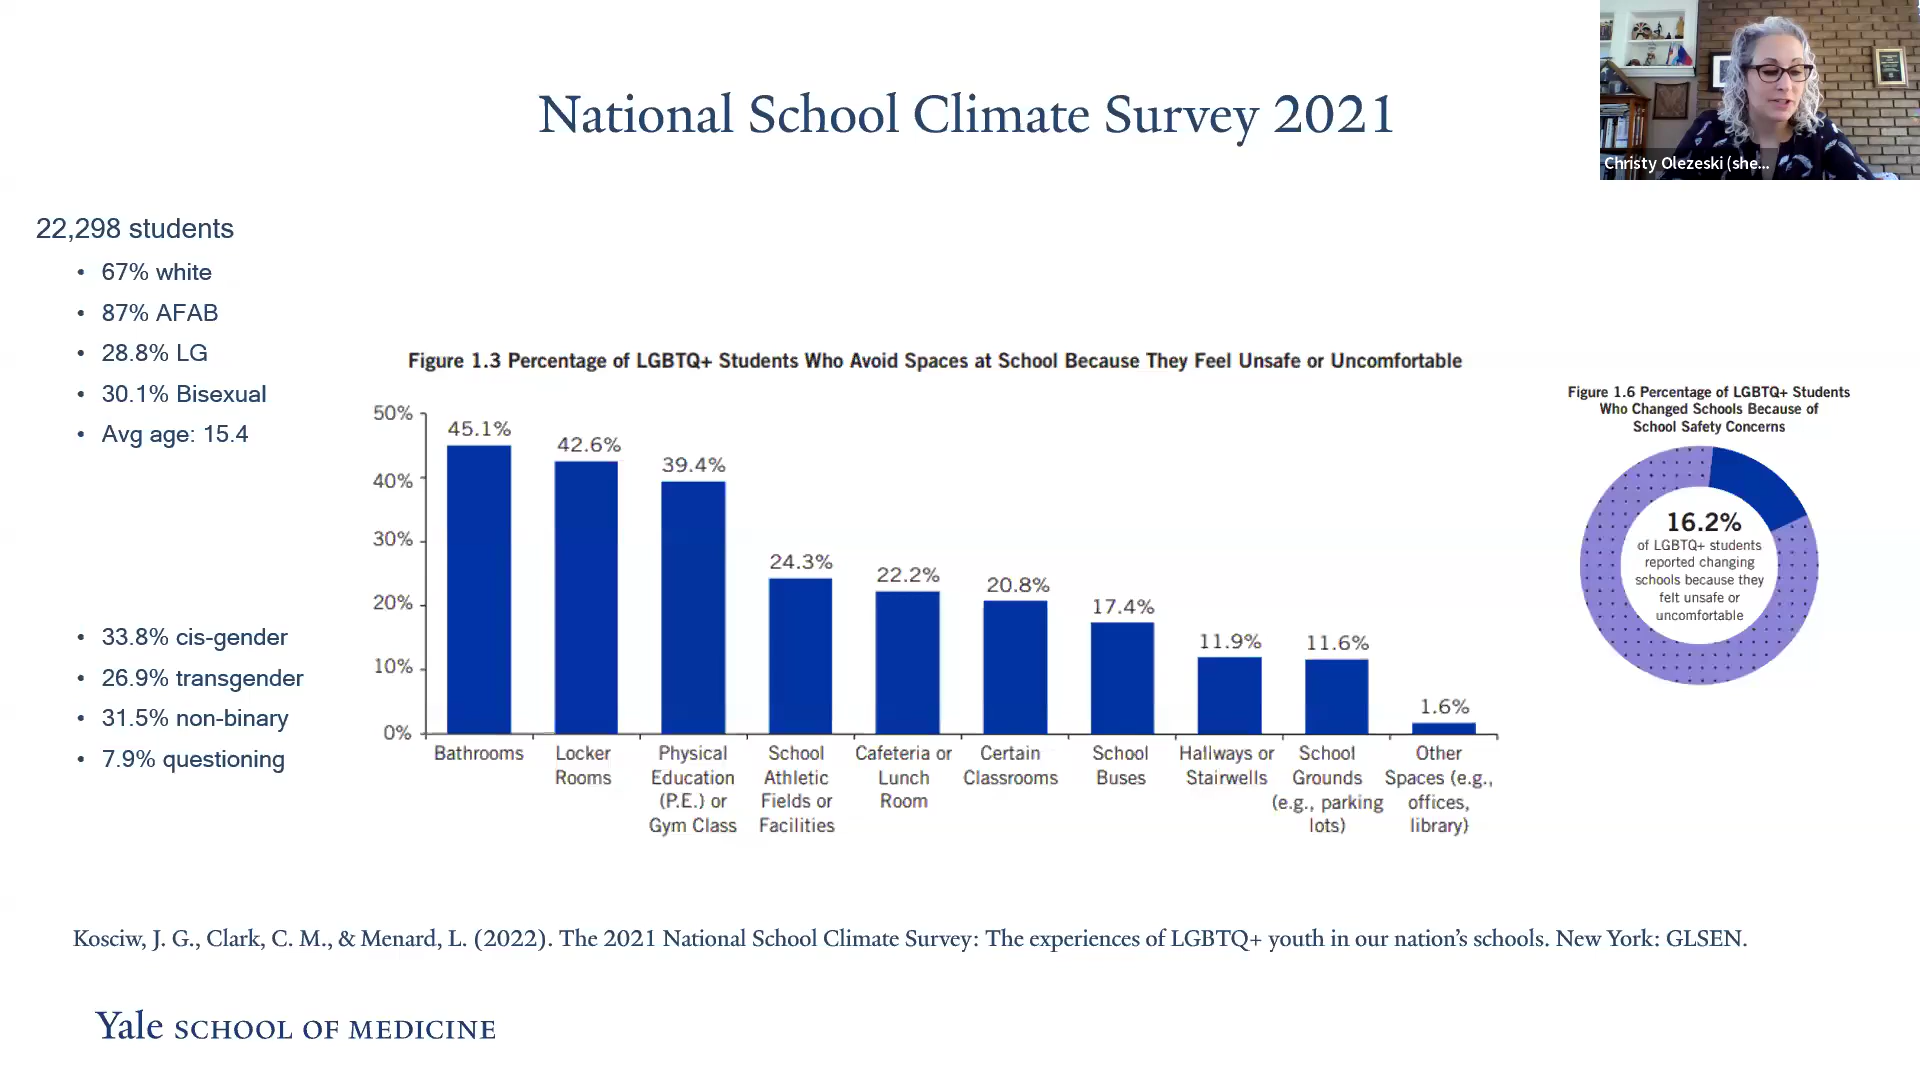 National School Climate Survey 2021
Christy Olezeski (she...
22,298 students
• 67% white
• 87% AFAB
• 28.8% LG
• 30.1% Bisexual
• Avg age: 15.4
• 33.8% cis-gender
• 26.9% transgender
• 31.5% non-binary
• 7.9% questioning
Figure 1.3 Percentage of LGBTQ+ Students Who Avoid Spaces at School Because They Feel Unsafe or Uncomfortable
50%
40%
30%
20%
10%
0%
45.1%
42.6%
39.4%
24.3%
22.2%
20.8%
17.4%
11.9%
11.6%
1.6%
Bathrooms
Locker
Rooms
Physical
Education
(P.E.) or
Gym Class
School
Athletic
Fields or
Facilities
Cafeteria or
Lunch
Room
Certain
Classrooms
School
Buses
Hallways or
Stairwells
School
Grounds
(e.g., parking
lots)
Other
Spaces (e.g.,
offices,
library)
Figure 1.6 Percentage of LGBTQ+ Students
Who Changed Schools Because of
School Safety Concerns
16.2%
of LGBTQ+ students
reported changing
schools because they
felt unsafe or
uncomfortable
Kosciw, J. G., Clark, C. M., & Menard, L. (2022). The 2021 National School Climate Survey: The experiences of LGBTQ+ youth in our nation's schools. New York: GLSEN.
Yale SCHOOL OF MEDICINE